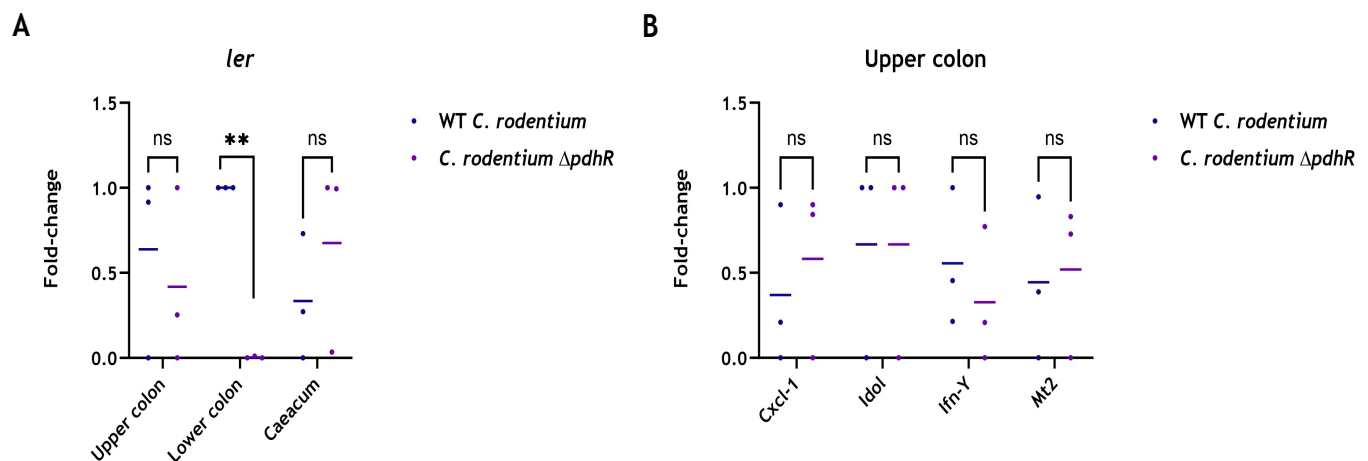 A
ler
1.5
1.0
0.5
0.0
Fold-change
ns
**
ns
Upper colon
Lower colon
Caeacum
WT C. rodentium
C. rodentium ΔpdhR
B
Upper colon
1.5
1.0
0.5
0.0
Fold-change
ns
ns
ns
ns
Cxcl-1
Idol
Ifn-Y
Mt2
WT C. rodentium
C. rodentium ΔpdhR